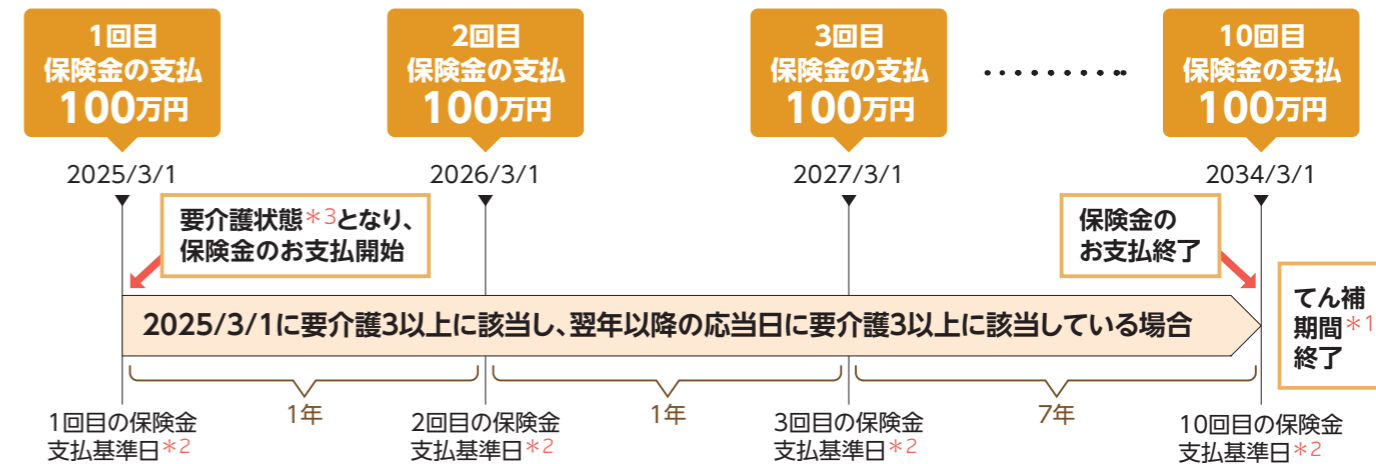 1回目
保険金の支払
100万円
2回目
保険金の支払
100万円
3回目
保険金の支払
100万円
………
10回目
保険金の支払
100万円
2025/3/1
2026/3/1
2027/3/1
2034/3/1
要介護状態＊3となり、
保険金のお支払開始
保険金の
お支払終了
てん補
期間＊1
終了
2025/3/1に要介護3以上に該当し、翌年以降の応当日に要介護3以上に該当している場合
1年
1年
7年
1回目の保険金
支払基準日＊2
2回目の保険金
支払基準日＊2
3回目の保険金
支払基準日＊2
10回目の保険金
支払基準日＊2